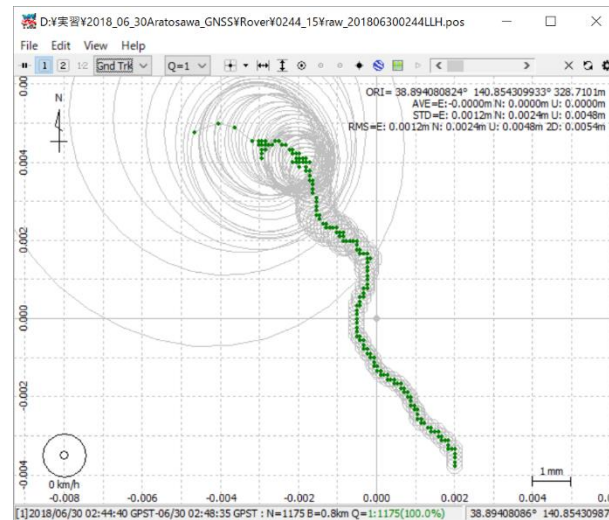 D:¥実習¥2018_06_30Aratosawa_GNSS¥Rover¥0244_15¥raw_201806300244LLH.pos
File Edit View Help
1 2 1-2 Gnd Trk Q=1
ORI= 38.894080824° 140.854309933° 328.7101m
AVE=E:-0.0000m N: 0.0000m U: 0.0000m
STD=E: 0.0012m N: 0.0024m U: 0.0048m
RMS=E: 0.0012m N: 0.0024m U: 0.0048m 2D: 0.0054m
N
0.004
0.002
0.000
-0.002
-0.004
0 km/h
1 mm
-0.008 -0.006 -0.004 -0.002 0.000 0.002 0.004
[1]2018/06/30 02:44:40 GPST-06/30 02:48:35 GPST : N=1175 B=0.8km Q=1:1175(100.0%) 38.89408086° 140.85430987